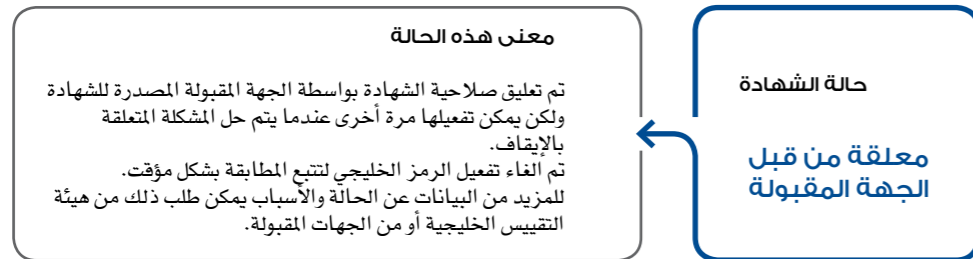 حالة الشهادة
معلقة من قبل
الجهة المقبولة
معنى هذه الحالة
تم تعليق صلاحية الشهادة بواسطة الجهة المقبولة المصدرة للشهادة
ولكن يمكن تفعيلها مرة أخرى عندما يتم حل المشكلة المتعلقة
بالإيقاف.
تم الغاء تفعيل الرمز الخليجي لتتبع المطابقة بشكل مؤقت.
للمزيد من البيانات عن الحالة والأسباب يمكن طلب ذلك من هيئة
التقييس الخليجية أو من الجهات المقبولة.